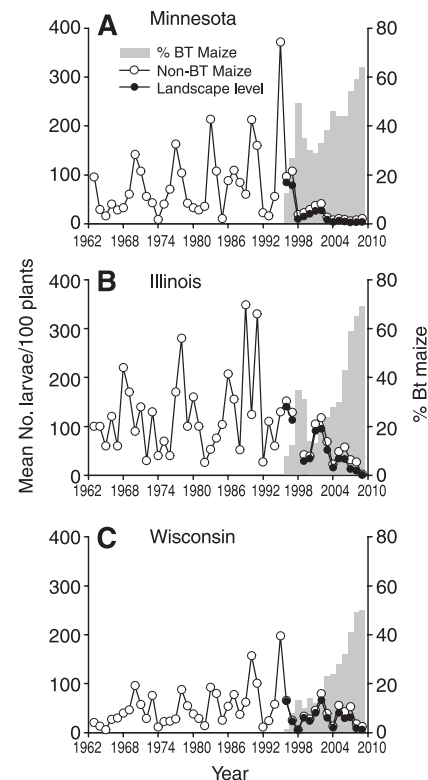 A Minnesota
% BT Maize
Non-BT Maize
Landscape level
400
300
200
100
0
80
60
40
20
0
1962 1968 1974 1980 1986 1992 1998 2004 2010
B Illinois
400
300
200
100
0
80
60
40
20
0
1962 1968 1974 1980 1986 1992 1998 2004 2010
C Wisconsin
400
300
200
100
0
80
60
40
20
0
1962 1968 1974 1980 1986 1992 1998 2004 2010
Mean No. larvae/100 plants
% Bt maize
Year